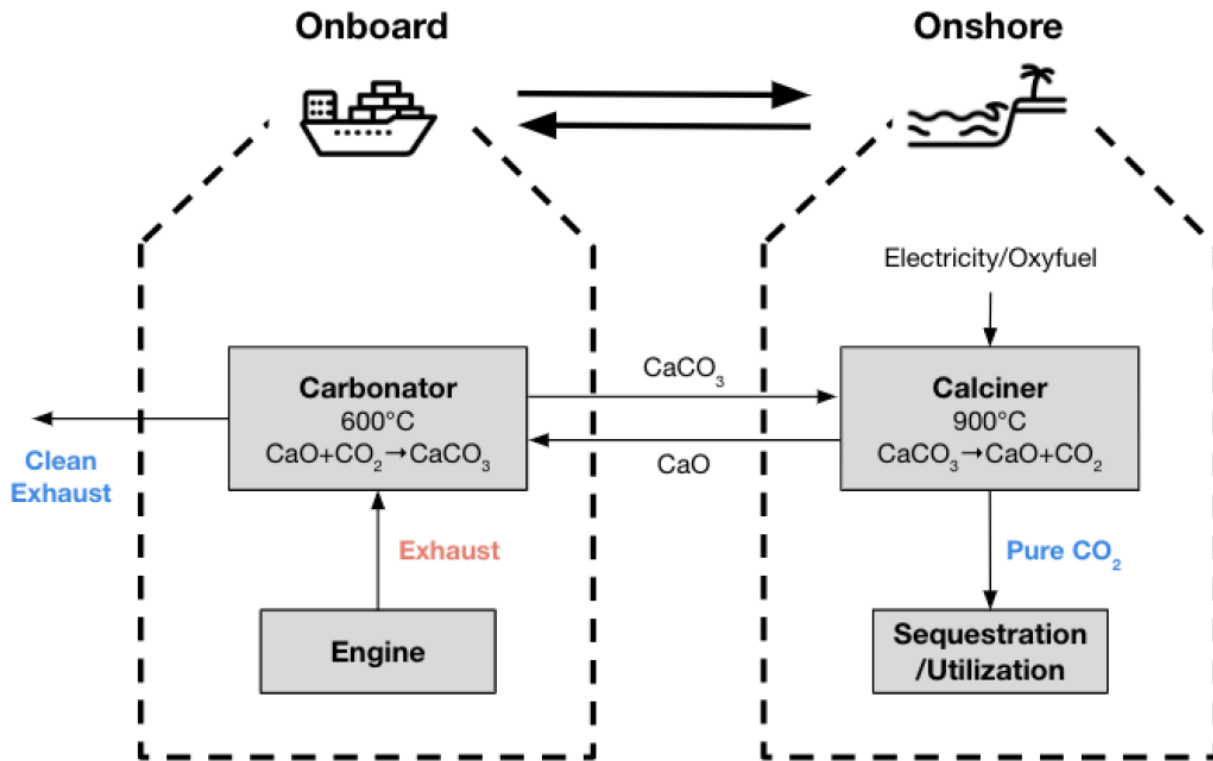 Onboard
Onshore
Electricity/Oxyfuel
Carbonator
600°C
CaO+CO₂→CaCO₃
CaCO₃
CaO
Calciner
900°C
CaCO₃→CaO+CO₂
Clean
Exhaust
Exhaust
Pure CO₂
Engine
Sequestration
/Utilization